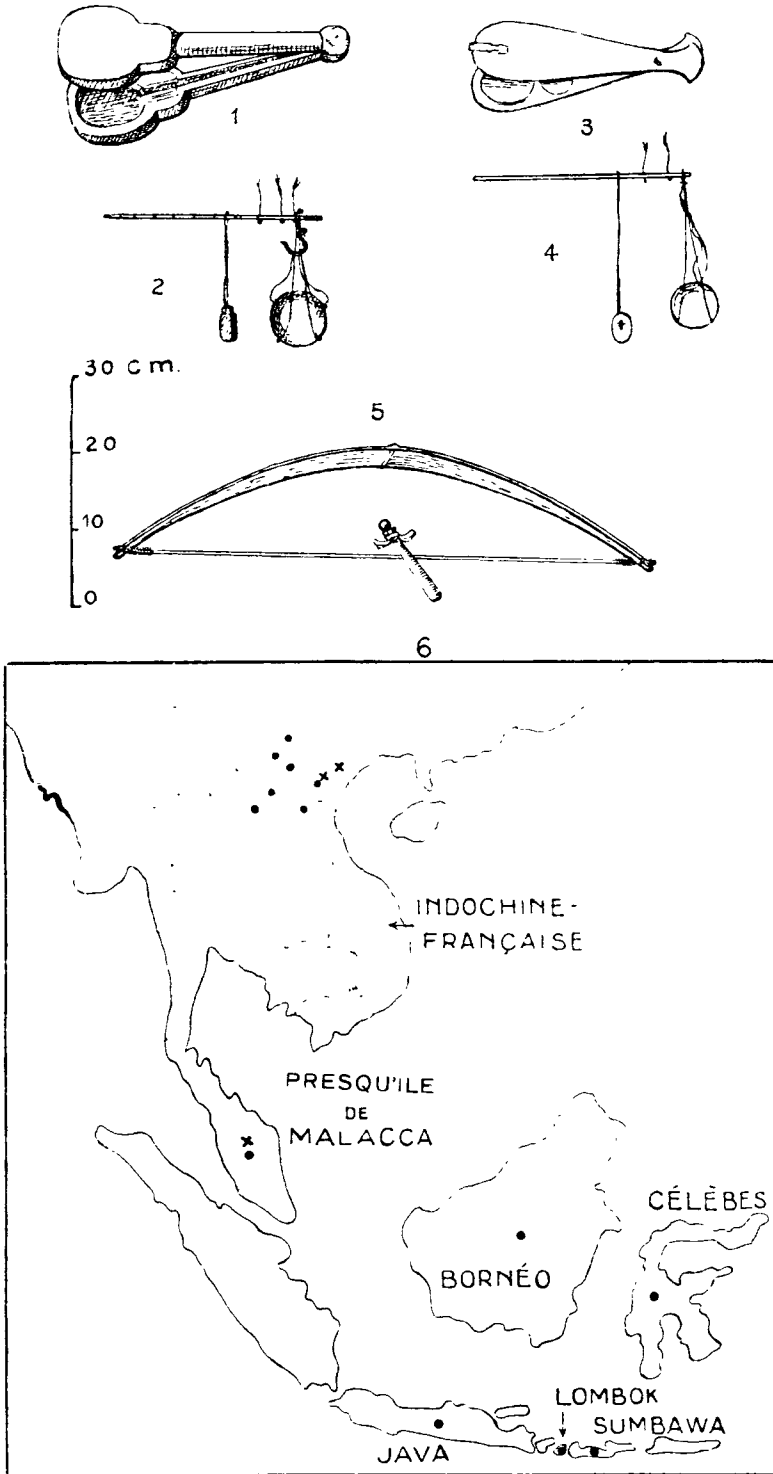 1
3
2
4
30 cm.
20
10
0
5
6
INDOCHINE-
FRANÇAISE
PRESQU'ILE
DE
MALACCA
CÉLÈBES
BORNÉO
LOMBOK
SUMBAWA
JAVA